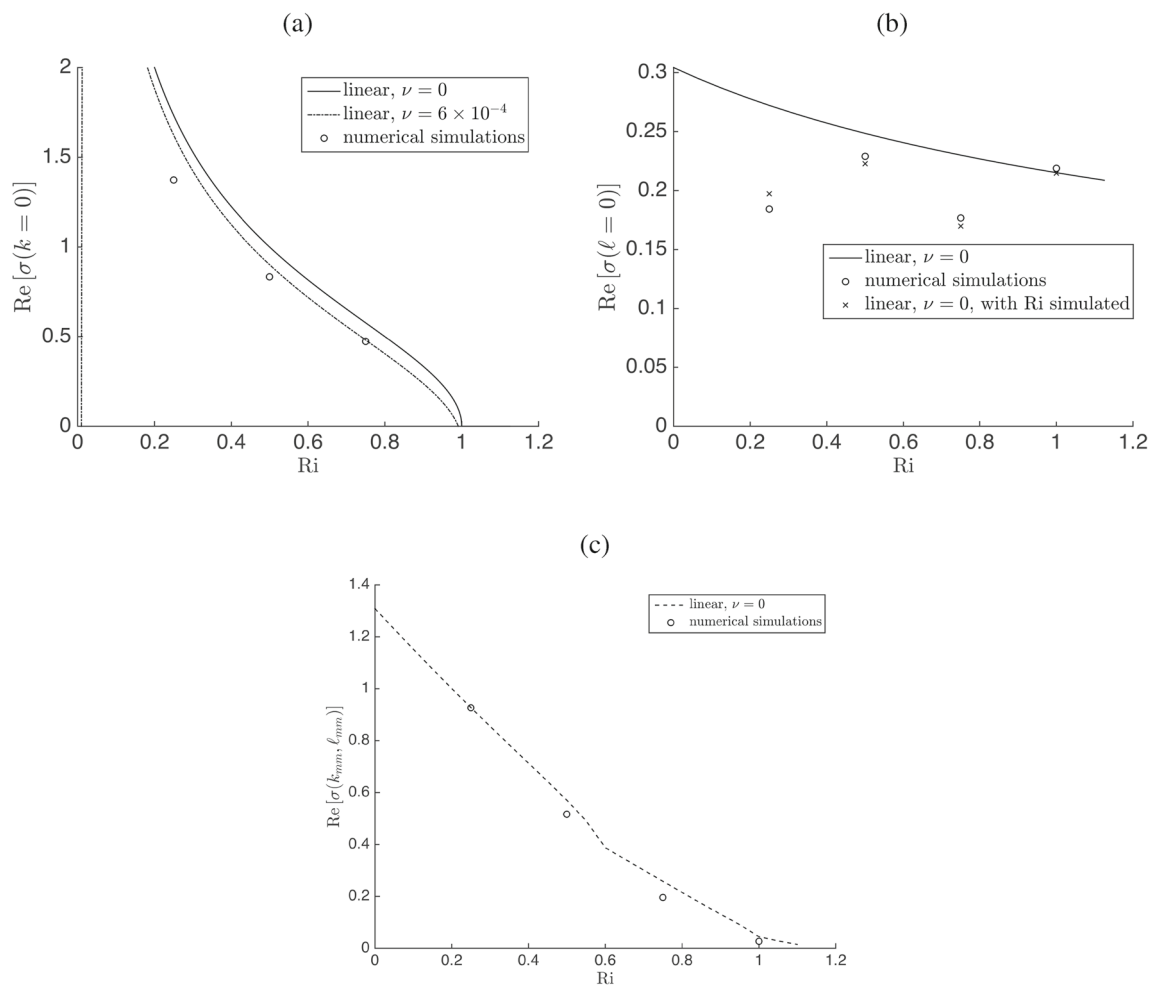 (a)
2
1.5
1
0.5
0
0
0.2
0.4
0.6
0.8
1
1.2
Re [σ(k = 0)]
Ri
linear, ν = 0
linear, ν = 6 × 10⁻⁴
numerical simulations
(b)
0.3
0.25
0.2
0.15
0.1
0.05
0
0
0.2
0.4
0.6
0.8
1
1.2
Re [σ(ℓ = 0)]
Ri
linear, ν = 0
numerical simulations
linear, ν = 0, with Ri simulated
(c)
1.4
1.2
1
0.8
0.6
0.4
0.2
0
0
0.2
0.4
0.6
0.8
1
1.2
Re [σ(kₘₘ, ℓₘₘ)]
Ri
linear, ν = 0
numerical simulations